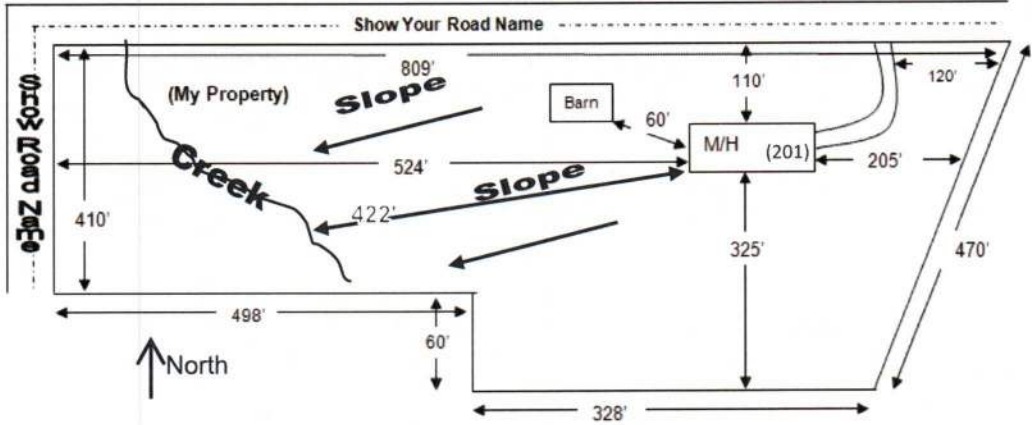 Show Your Road Name
Show Road Name
809'
(My Property)
Slope
Barn
110'
120'
60'
M/H
(201)
Creek
524'
205'
Slope
422'
410'
325'
470'
498'
60'
North
328'